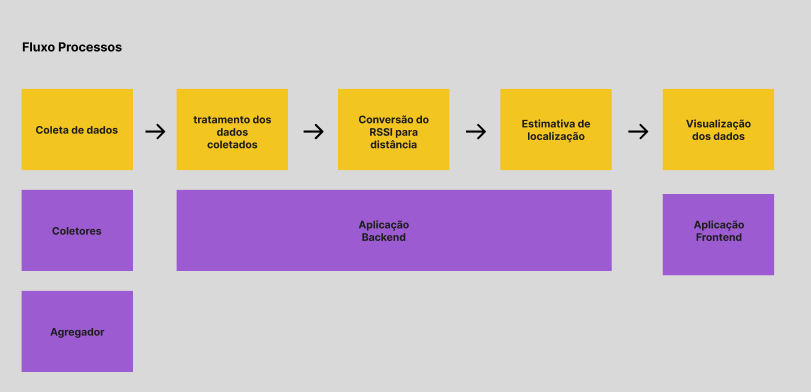 Fluxo Processos
Coleta de dados
tratamento dos
dados
coletados
Conversão do
RSSI para
distância
Estimativa de
localização
Visualização
dos dados
Coletores
Aplicação
Backend
Aplicação
Frontend
Agregador